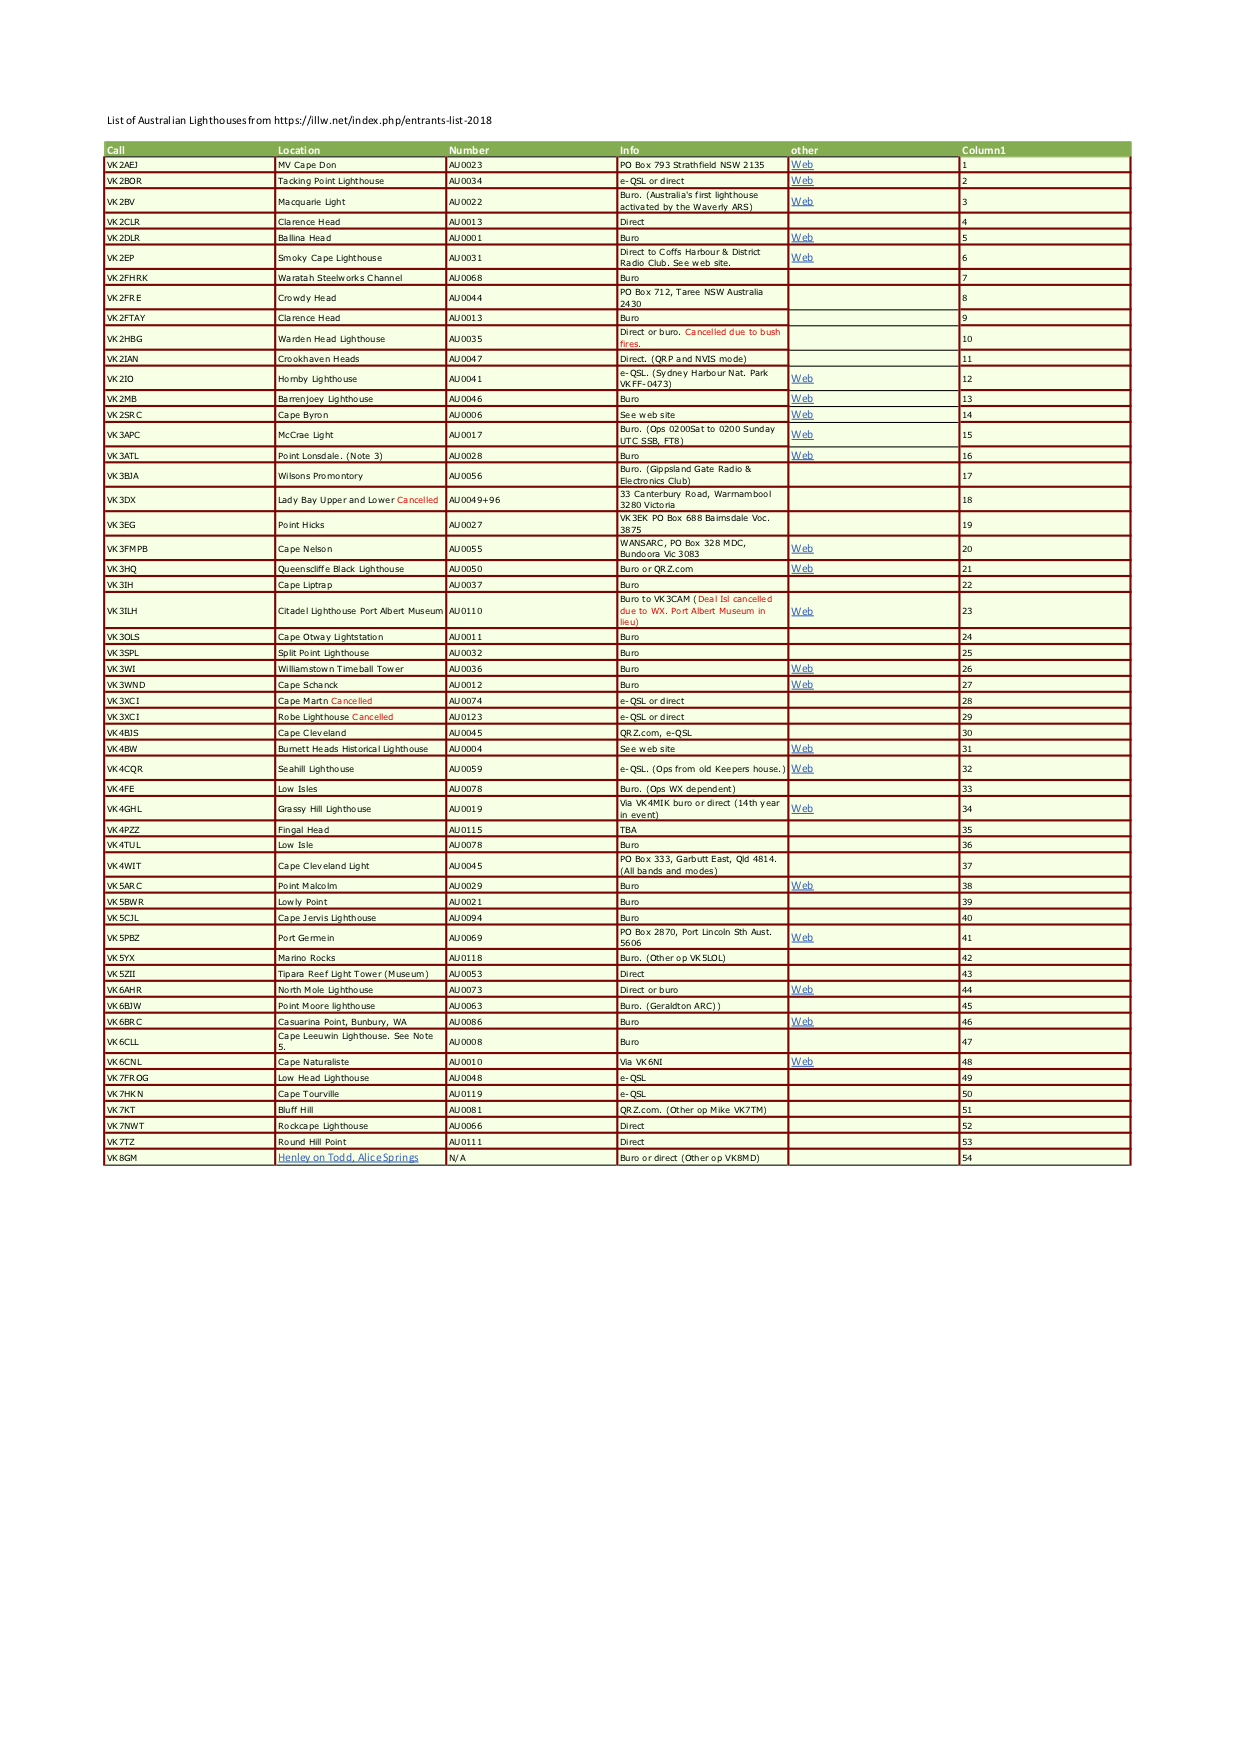 List of Australian Lighthouses from https://illw.net/index.php/entrants-list-2018
Call Location Number Info other Column1
VK2AEJ MV Cape Don AU0023 PO Box 793 Strathfield NSW 2135 Web 1
VK2BOR Tacking Point Lighthouse AU0034 e-QSL or direct Web 2
VK2BV Macquarie Light AU0022 Buro. (Australia's first lighthouse
activated by the Waverly ARS) Web 3
VK2CLR Clarence Head AU0013 Direct 4
VK2DLR Ballina Head AU0001 Buro Web 5
VK2EP Smoky Cape Lighthouse AU0031 Direct to Coffs Harbour & District
Radio Club. See web site. Web 6
VK2FHRK Waratah Steelworks Channel AU0068 Buro 7
VK2FRE Crowdy Head AU0044 PO Box 712, Taree NSW Australia
2430 8
VK2FTAY Clarence Head AU0013 Buro 9
VK2HBG Warden Head Lighthouse AU0035 Direct or buro. Cancelled due to bush
fires. 10
VK2IAN Crookhaven Heads AU0047 Direct. (QRP and NVIS mode) 11
VK2IO Hornby Lighthouse AU0041 e-QSL. (Sydney Harbour Nat. Park
VKFF-0473) Web 12
VK2MB Barrenjoey Lighthouse AU0046 Buro Web 13
VK2SRC Cape Byron AU0006 See web site Web 14
VK3APC McCrae Light AU0017 Buro. (Ops 0200Sat to 0200 Sunday
UTC SSB, FT8) Web 15
VK3ATL Point Lonsdale. (Note 3) AU0028 Buro Web 16
VK3BJA Wilsons Promontory AU0056 Buro. (Gippsland Gate Radio &
Electronics Club) 17
VK3DX Lady Bay Upper and Lower Cancelled AU0049+96 33 Canterbury Road, Warrnambool
3280 Victoria 18
VK3EG Point Hicks AU0027 VK3EK PO Box 688 Bairnsdale Voc.
3875 19
VK3FMPB Cape Nelson AU0055 WANSARC, PO Box 328 MDC,
Bundoora Vic 3083 Web 20
VK3HQ Queenscliffe Black Lighthouse AU0050 Buro or QRZ.com Web 21
VK3IH Cape Liptrap AU0037 Buro 22
VK3ILH Citadel Lighthouse Port Albert Museum AU0110 Buro to VK3CAM (Deal Isl cancelled
due to WX. Port Albert Museum in
lieu) Web 23
VK3OLS Cape Otway Lightstation AU0011 Buro 24
VK3SPL Split Point Lighthouse AU0032 Buro 25
VK3WI Williamstown Timeball Tower AU0036 Buro Web 26
VK3WND Cape Schanck AU0012 Buro Web 27
VK3XCI Cape Martn Cancelled AU0074 e-QSL or direct 28
VK3XCI Robe Lighthouse Cancelled AU0123 e-QSL or direct 29
VK4BJS Cape Cleveland AU0045 QRZ.com, e-QSL 30
VK4BW Burnett Heads Historical Lighthouse AU0004 See web site Web 31
VK4CQR Seahill Lighthouse AU0059 e-QSL. (Ops from old Keepers house.) Web 32
VK4FE Low Isles AU0078 Buro. (Ops WX dependent) 33
VK4GHL Grassy Hill Lighthouse AU0019 Via VK4MIK buro or direct (14th year
in event) Web 34
VK4PZZ Fingal Head AU0115 TBA 35
VK4TUL Low Isle AU0078 Buro 36
VK4WIT Cape Cleveland Light AU0045 PO Box 333, Garbutt East, Qld 4814.
(All bands and modes) 37
VK5ARC Point Malcolm AU0029 Buro Web 38
VK5BWR Lowly Point AU0021 Buro 39
VK5CJL Cape Jervis Lighthouse AU0094 Buro 40
VK5PBZ Port Germein AU0069 PO Box 2870, Port Lincoln Sth Aust.
5606 Web 41
VK5YX Marino Rocks AU0118 Buro. (Other op VK5LOL) 42
VK5ZII Tipara Reef Light Tower (Museum) AU0053 Direct 43
VK6AHR North Mole Lighthouse AU0073 Direct or buro Web 44
VK6BJW Point Moore lighthouse AU0063 Buro. (Geraldton ARC)) 45
VK6BRC Casuarina Point, Bunbury, WA AU0086 Buro Web 46
VK6CLL Cape Leeuwin Lighthouse. See Note
5. AU0008 Buro 47
VK6CNL Cape Naturaliste AU0010 Via VK6NI Web 48
VK7FROG Low Head Lighthouse AU0048 e-QSL 49
VK7HKN Cape Tourville AU0119 e-QSL 50
VK7KT Bluff Hill AU0081 QRZ.com. (Other op Mike VK7TM) 51
VK7NWT Rockcape Lighthouse AU0066 Direct 52
VK7TZ Round Hill Point AU0111 Direct 53
VK8GM Henley on Todd, Alice Springs N/A Buro or direct (Other op VK8MD) 54